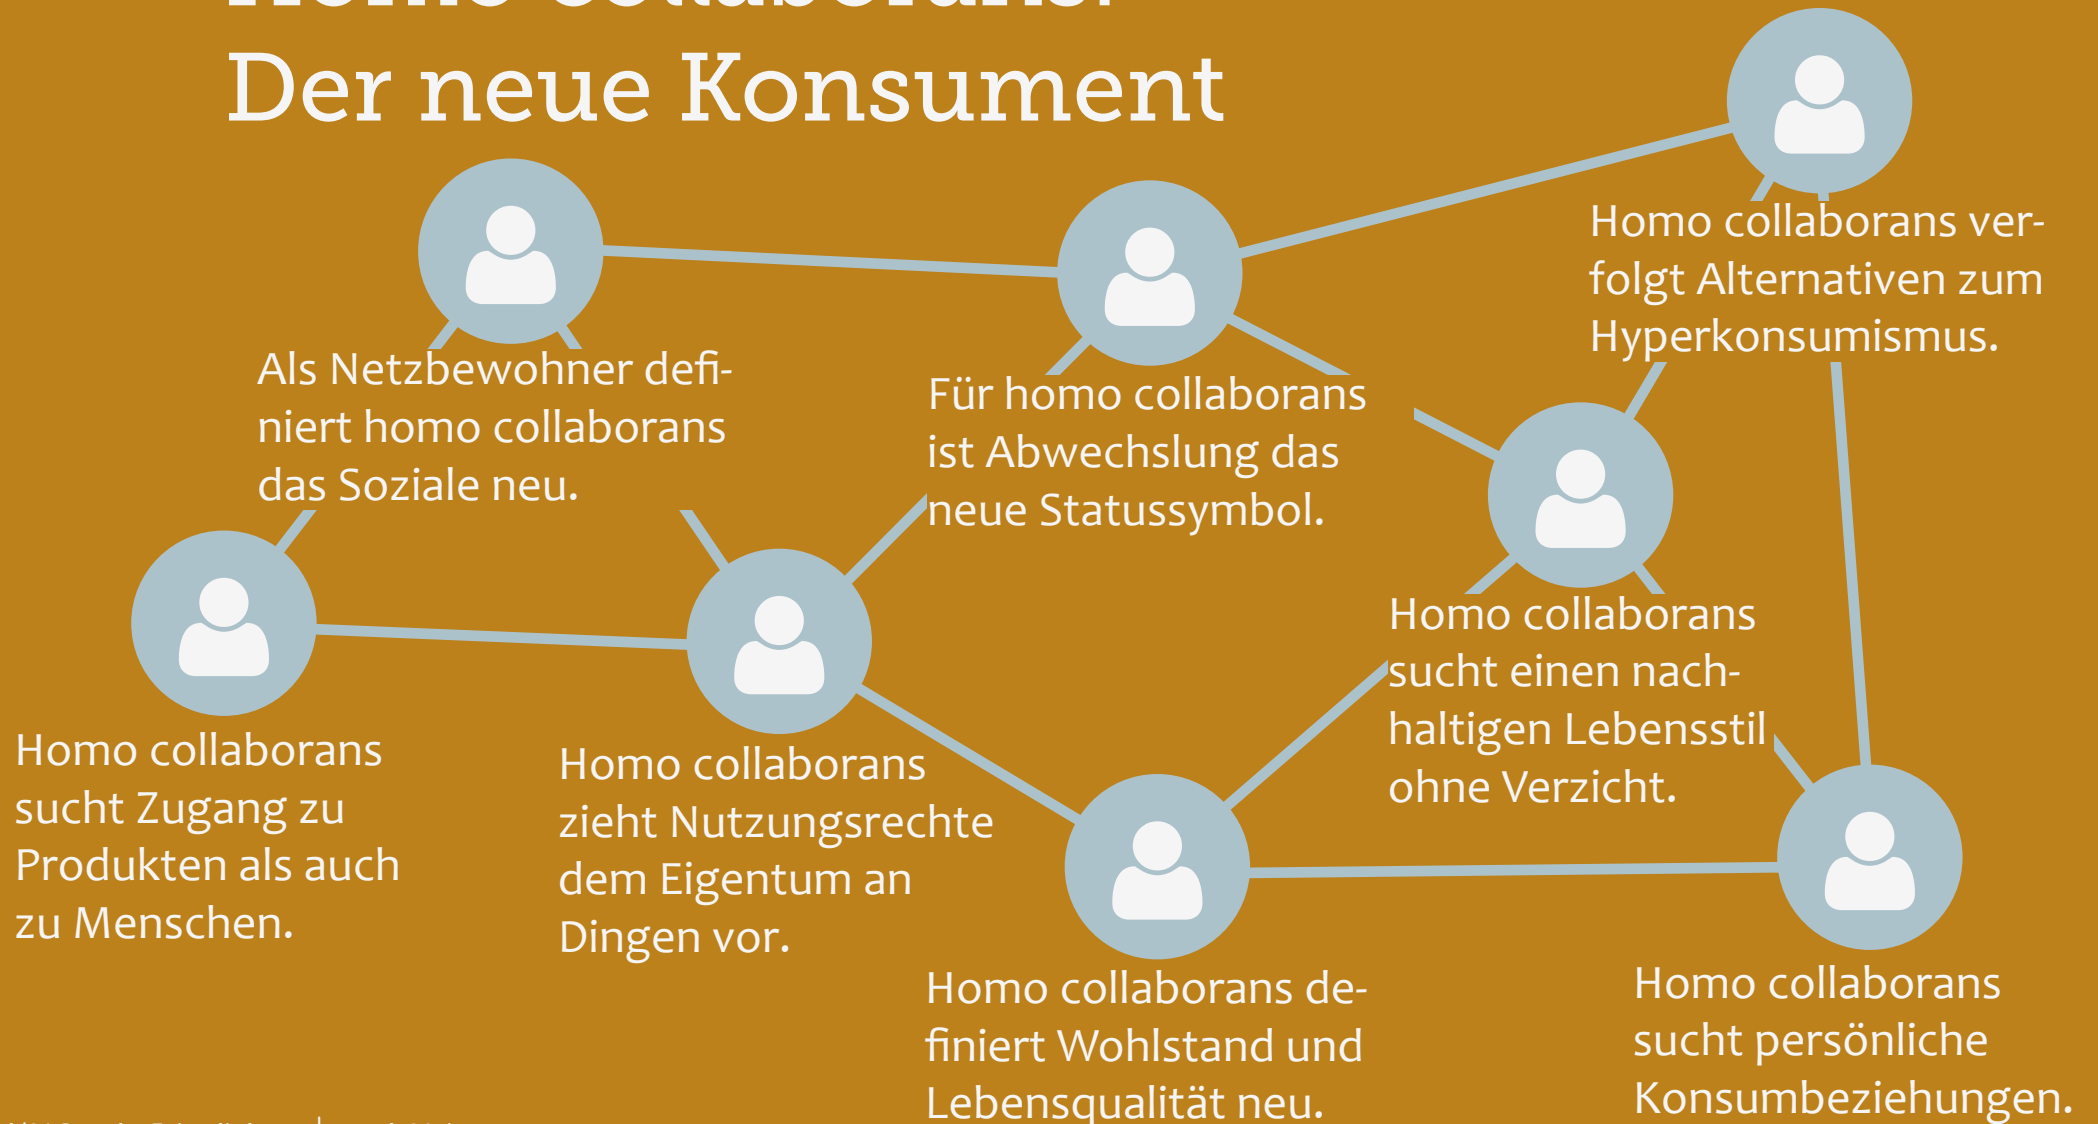 Homo collaborans:
Der neue Konsument
Homo collaborans ver-
folgt Alternativen zum
Hyperkonsumismus.
Als Netzbewohner defi-
niert homo collaborans
das Soziale neu.
Für homo collaborans
ist Abwechslung das
neue Statussymbol.
Homo collaborans
sucht einen nach-
haltigen Lebensstil
ohne Verzicht.
Homo collaborans
sucht Zugang zu
Produkten als auch
zu Menschen.
Homo collaborans
zieht Nutzungsrechte
dem Eigentum an
Dingen vor.
Homo collaborans de-
finiert Wohlstand und
Lebensqualität neu.
Homo collaborans
sucht persönliche
Konsumbeziehungen.